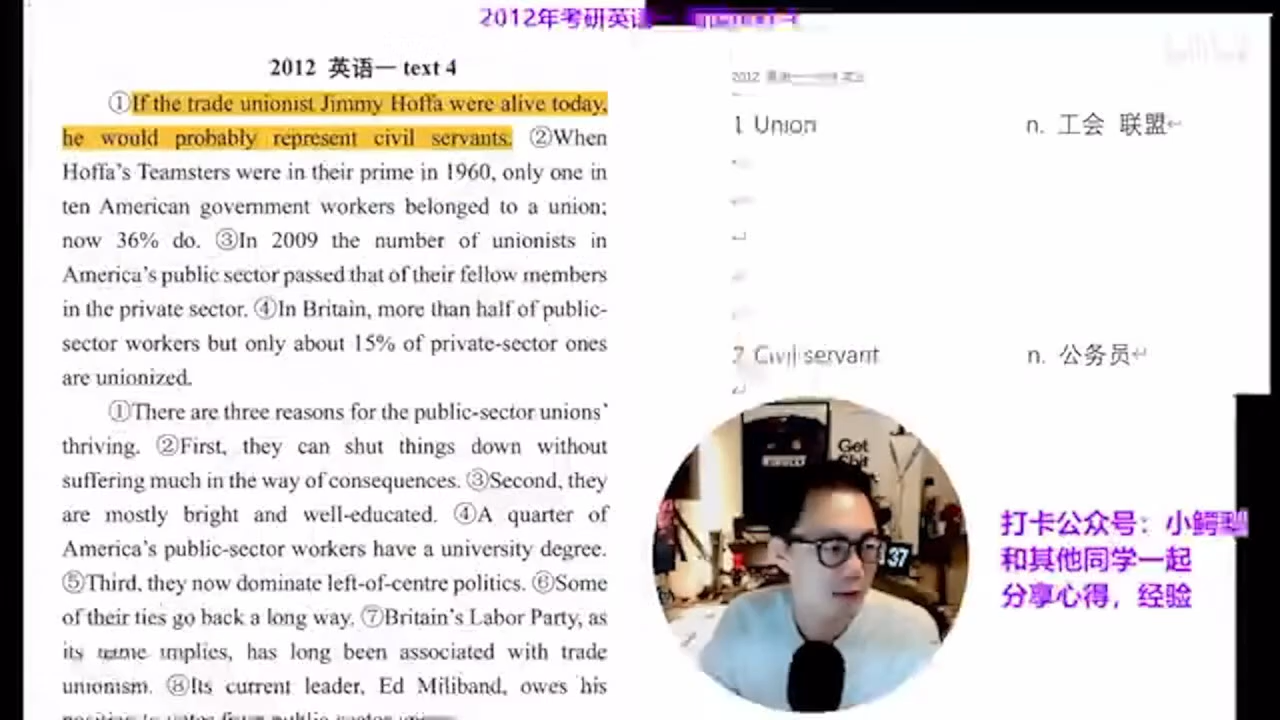 2012年考研英语一
2012 英语一 text 4
①If the trade unionist Jimmy Hoffa were alive today,
he would probably represent civil servants. ②When
Hoffa's Teamsters were in their prime in 1960, only one in
ten American government workers belonged to a union;
now 36% do. ③In 2009 the number of unionists in
America's public sector passed that of their fellow members
in the private sector. ④In Britain, more than half of public-
sector workers but only about 15% of private-sector ones
are unionized.
①There are three reasons for the public-sector unions'
thriving. ②First, they can shut things down without
suffering much in the way of consequences. ③Second, they
are mostly bright and well-educated. ④A quarter of
America's public-sector workers have a university degree.
⑤Third, they now dominate left-of-centre politics. ⑥Some
of their ties go back a long way. ⑦Britain's Labor Party, as
its name implies, has long been associated with trade
unionism. ⑧Its current leader, Ed Miliband, owes his
1 Union n. 工会 联盟
2 Civil servant n. 公务员
Get
37
打卡公众号：小鳄
和其他同学一起
分享心得，经验